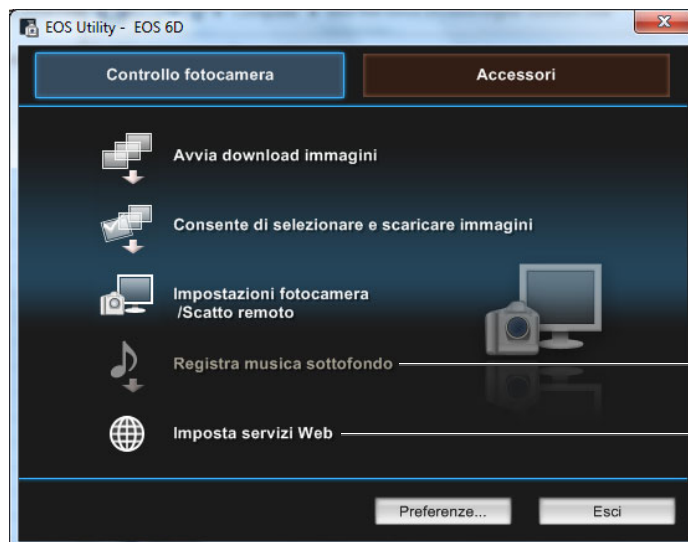 EOS Utility - EOS 6D
Controllo fotocamera
Accessori
Avvia download immagini
Consente di selezionare e scaricare immagini
Impostazioni fotocamera
/Scatto remoto
Registra musica sottofondo
Imposta servizi Web
Preferenze...
Esci